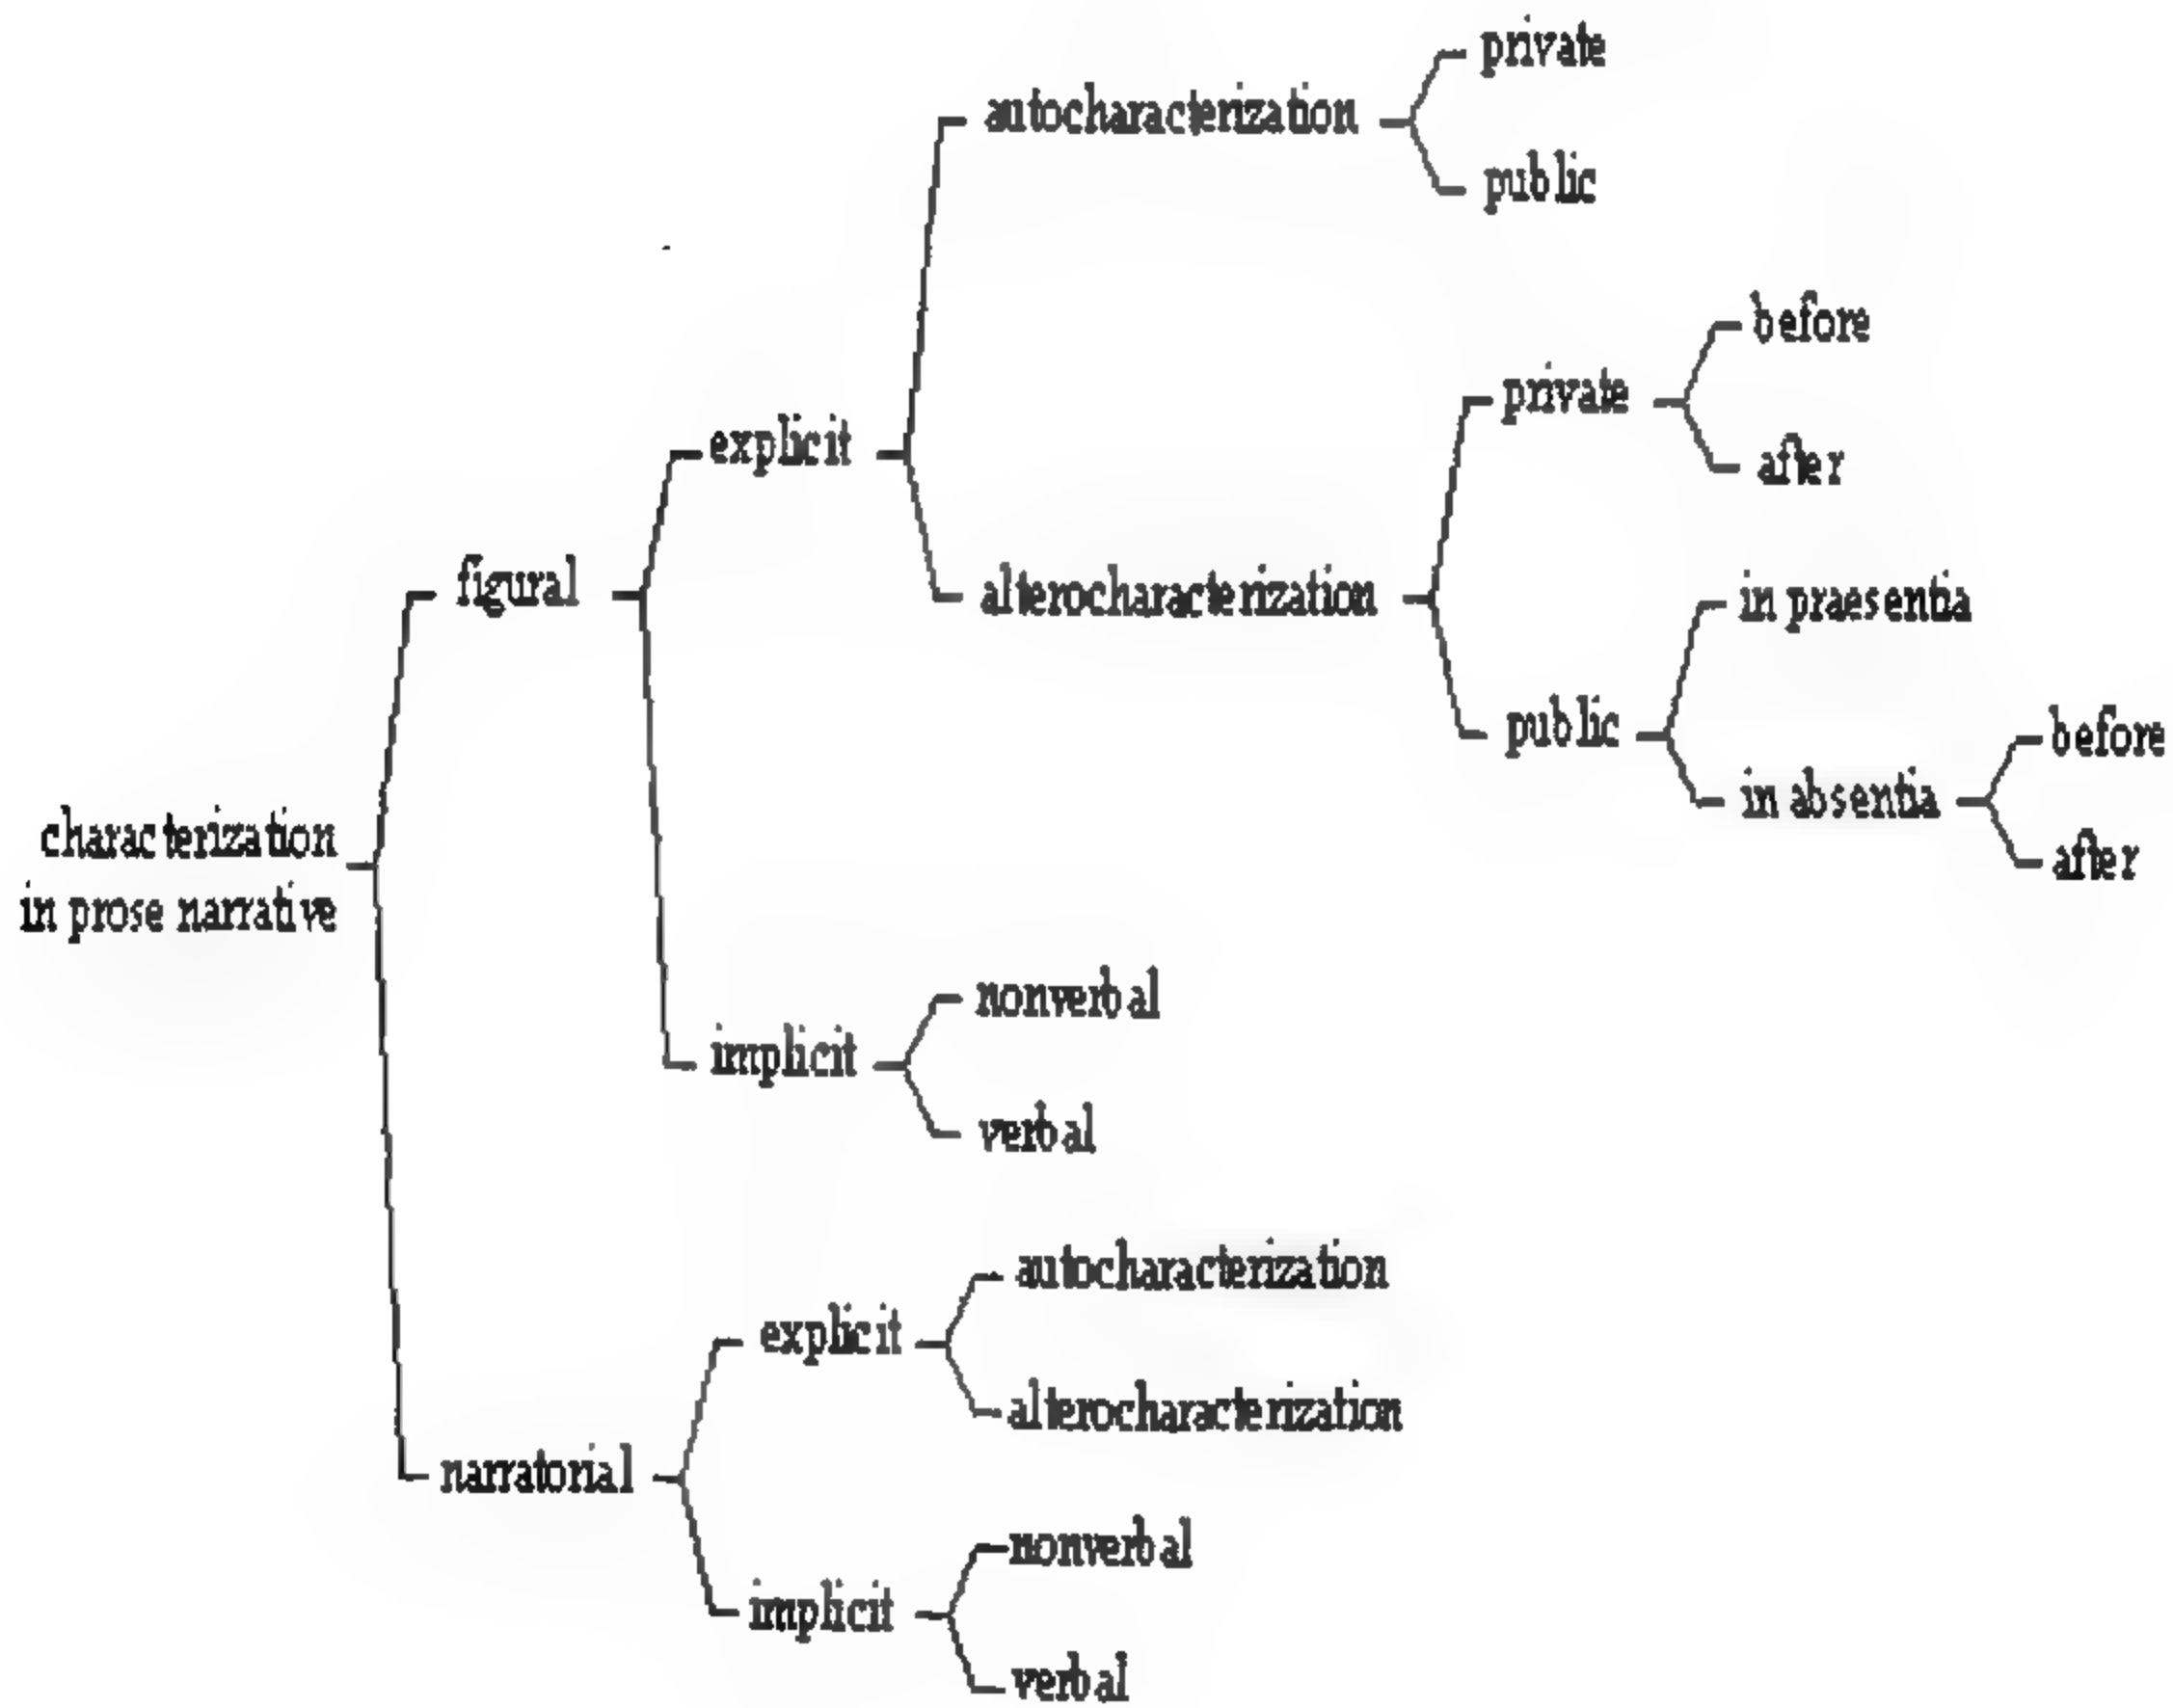 private
autocharacterization
public
before
private
after
explicit
figural
alterocharacterization
in praesentia
public
before
in absentia
after
characterization
in prose narrative
nonverbal
implicit
verbal
autocharacterization
explicit
alterocharacterization
narratorial
nonverbal
implicit
verbal